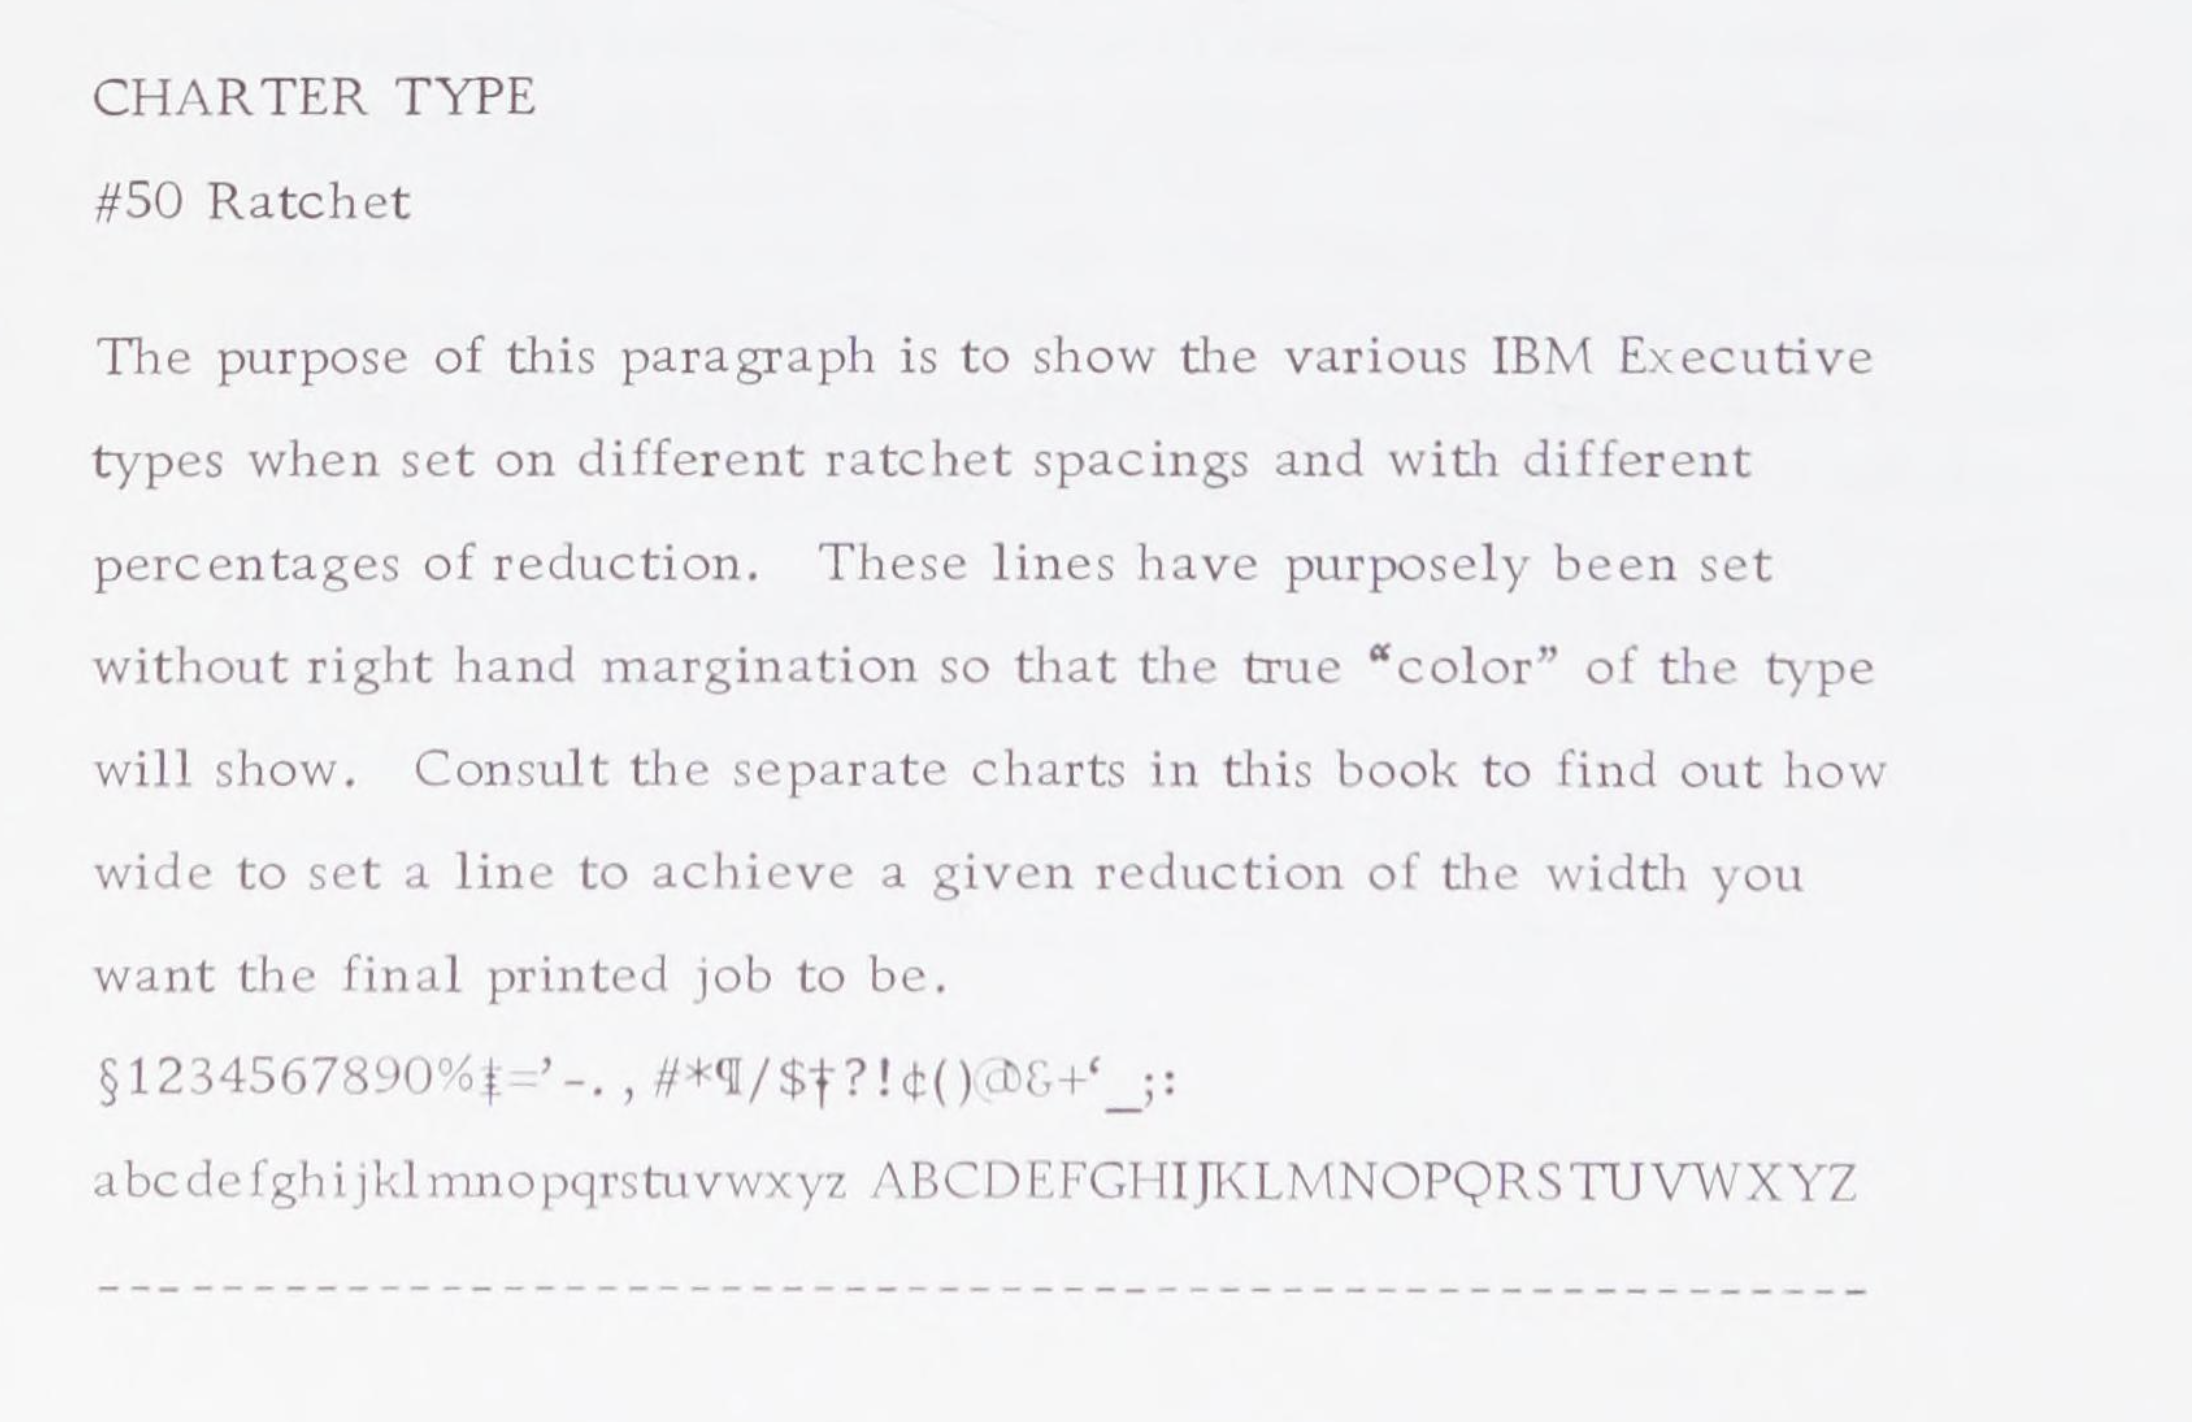 CHARTER TYPE
#50 Ratchet
The purpose of this paragraph is to show the various IBM Executive
types when set on different ratchet spacings and with different
percentages of reduction.  These lines have purposely been set
without right hand margination so that the true “color” of the type
will show.  Consult the separate charts in this book to find out how
wide to set a line to achieve a given reduction of the width you
want the final printed job to be.
§1234567890%‡=’-.,#*¶/$†?!¢()@&+‘_;:
abcdefghijklmnopqrstuvwxyz ABCDEFGHIJKLMNOPQRSTUVWXYZ
---------------------------------------------------------